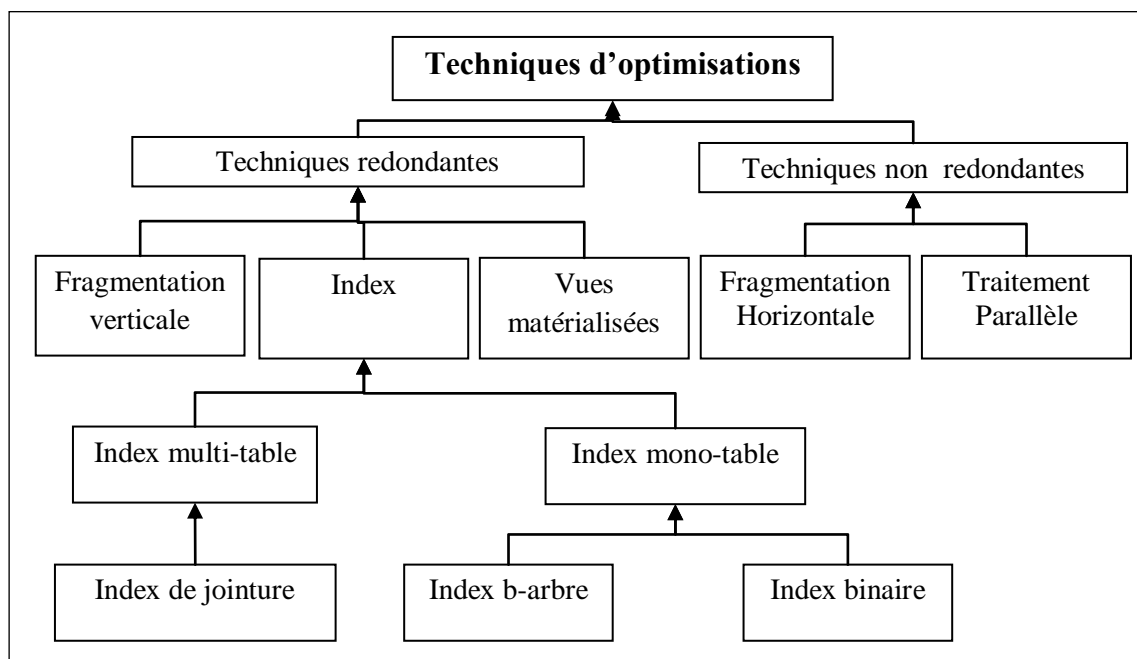 Techniques d’optimisations
Techniques redondantes
Techniques non redondantes
Fragmentation
verticale
Index
Vues
matérialisées
Fragmentation
Horizontale
Traitement
Parallèle
Index multi-table
Index mono-table
Index de jointure
Index b-arbre
Index binaire